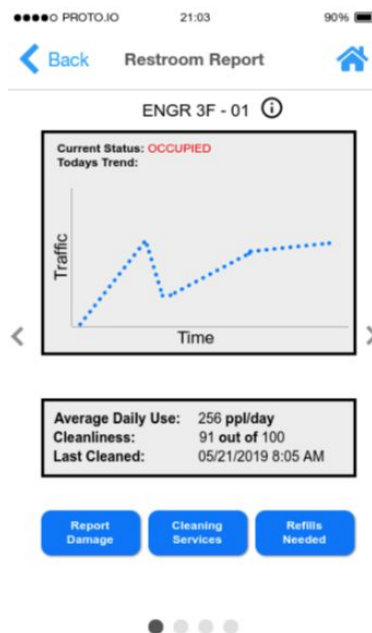 PROTO.IO 21:03 90%
Back Restroom Report
ENGR 3F - 01
Current Status: OCCUPIED
Todays Trend:
Traffic
Time
Average Daily Use: 256 ppl/day
Cleanliness: 91 out of 100
Last Cleaned: 05/21/2019 8:05 AM
Report Damage
Cleaning Services
Refills Needed